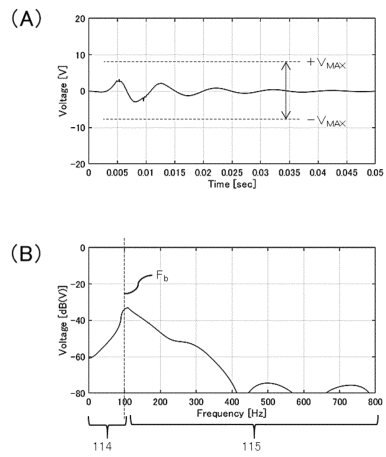 (A)
20
10
0
-10
-20
Voltage [V]
+VMAX
-VMAX
0 0.005 0.01 0.015 0.02 0.025 0.03 0.035 0.04 0.045 0.05
Time [sec]
(B)
0
-20
-40
-60
-80
Voltage [dB(V)]
Fb
0 100 200 300 400 500 600 700 800
Frequency [Hz]
114 115